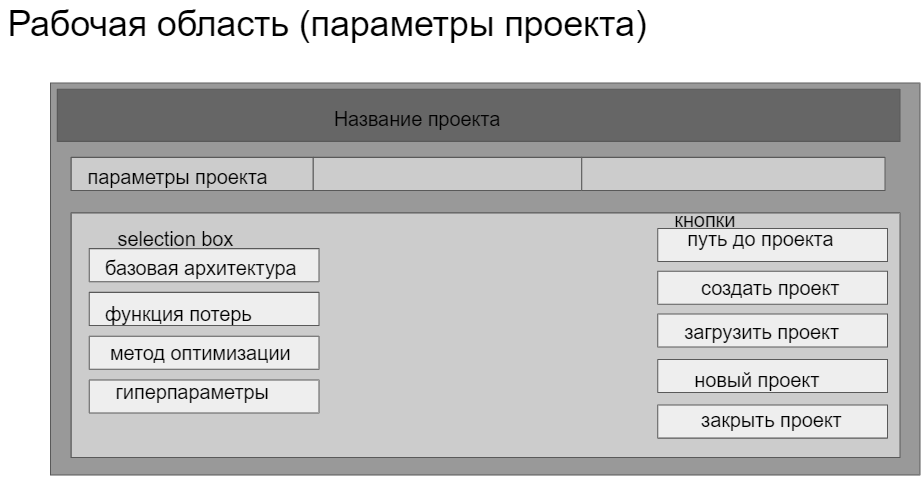 Рабочая область (параметры проекта)
Название проекта
параметры проекта
selection box
базовая архитектура
функция потерь
метод оптимизации
гиперпараметры
кнопки
путь до проекта
создать проект
загрузить проект
новый проект
закрыть проект